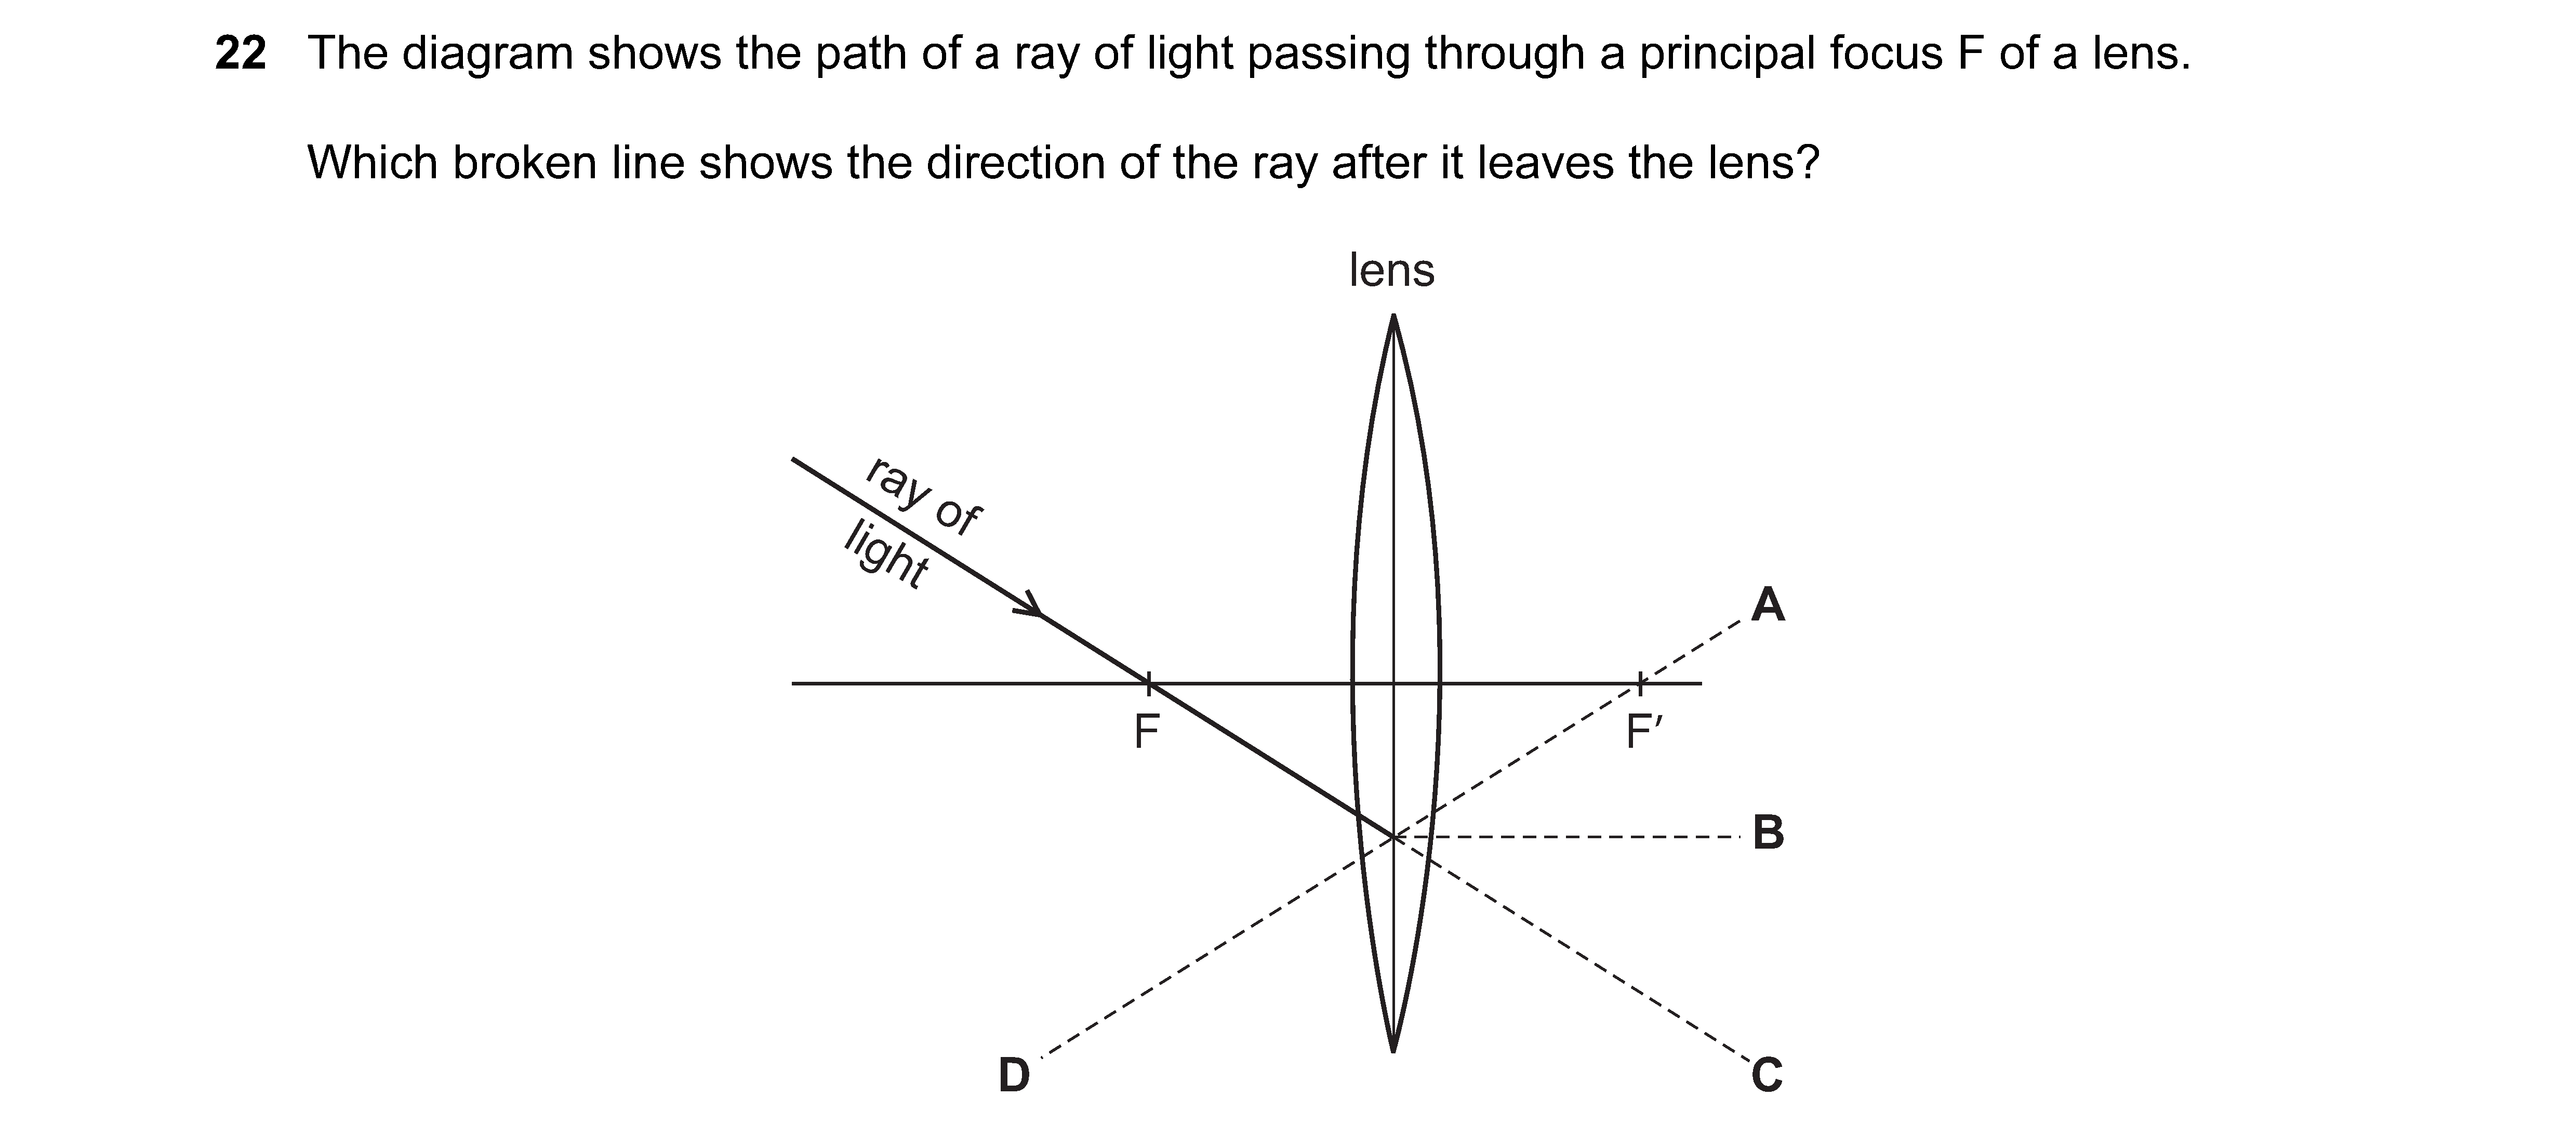 22 The diagram shows the path of a ray of light passing through a principal focus F of a lens.
Which broken line shows the direction of the ray after it leaves the lens?
lens
ray of
light
A
F
F′
B
D
C